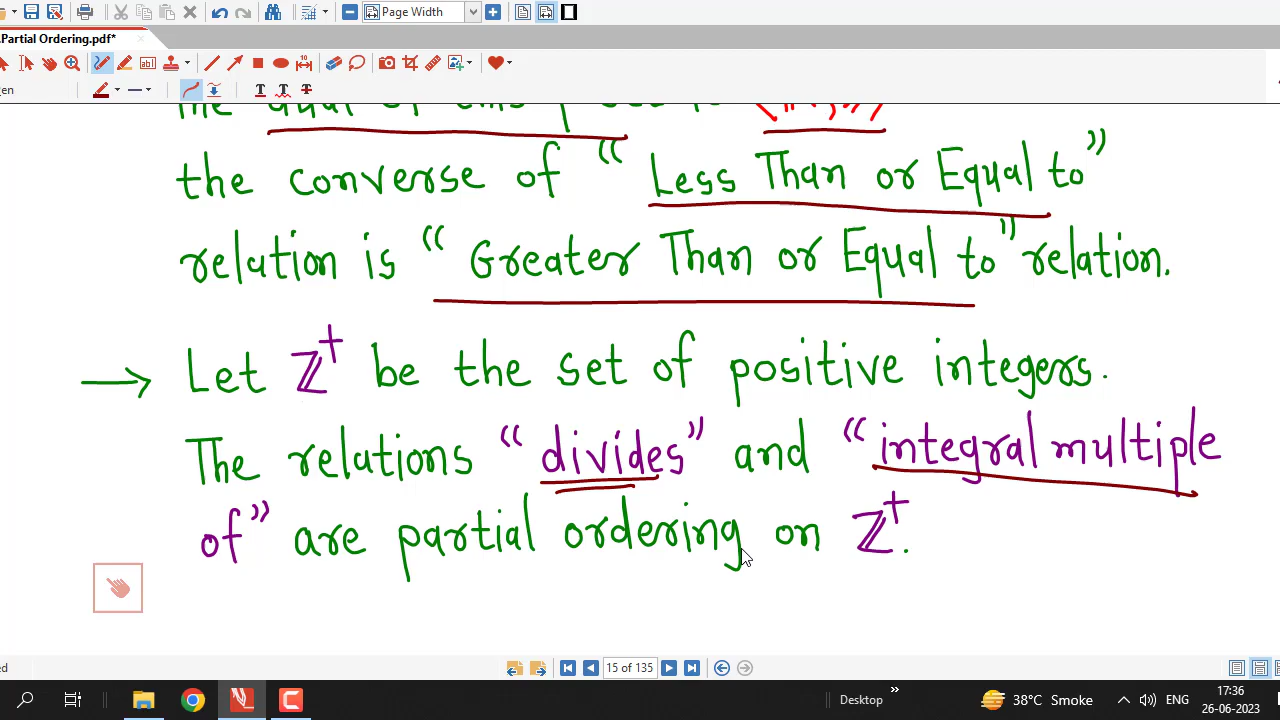 Page Width
Partial Ordering.pdf*
the converse of “ Less Than or Equal to”
relation is “ Greater Than or Equal to” relation.
→ Let ℤ⁺ be the set of positive integers.
The relations “ divides” and “ integral multiple
of” are partial ordering on ℤ⁺.
15 of 135
Desktop
»
38°C Smoke
ENG
17:36
26-06-2023